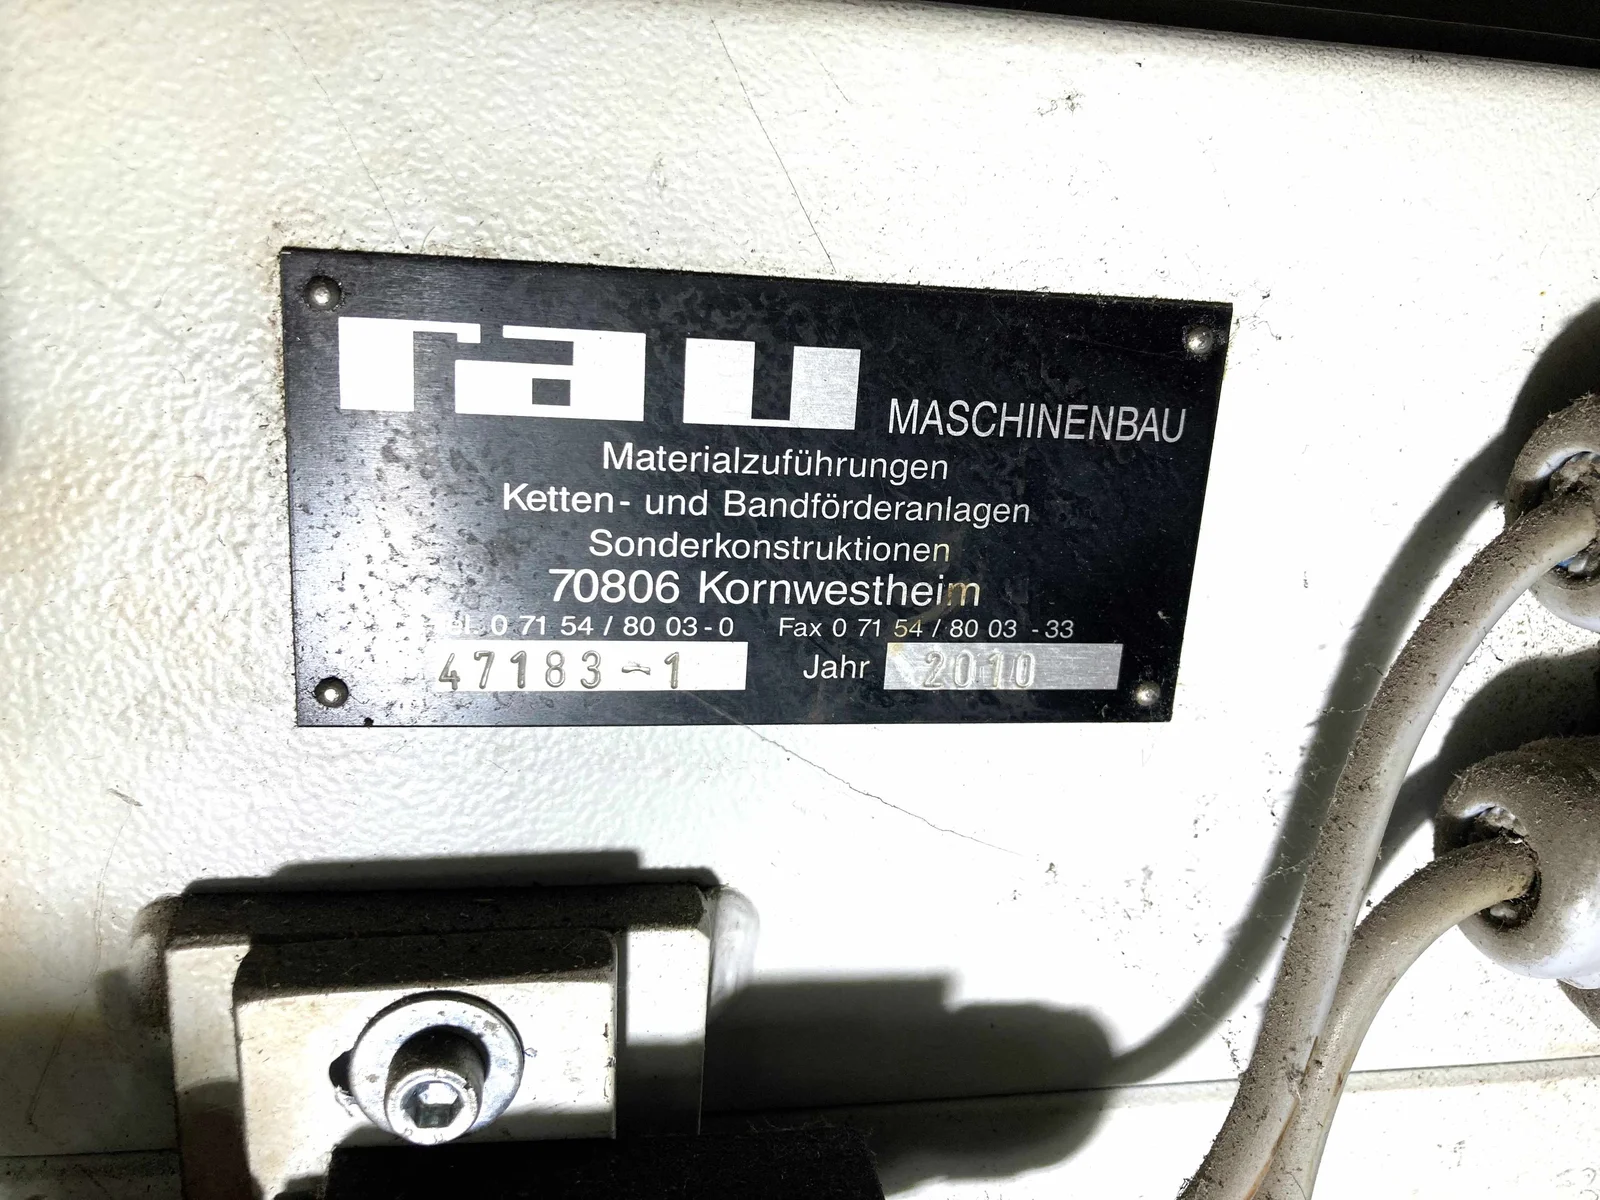 rau MASCHINENBAU
Materialzuführungen
Ketten- und Bandförderanlagen
Sonderkonstruktionen
70806 Kornwestheim
Tel. 0 71 54 / 80 03 - 0 Fax 0 71 54 / 80 03 - 33
47183-1 Jahr 2010